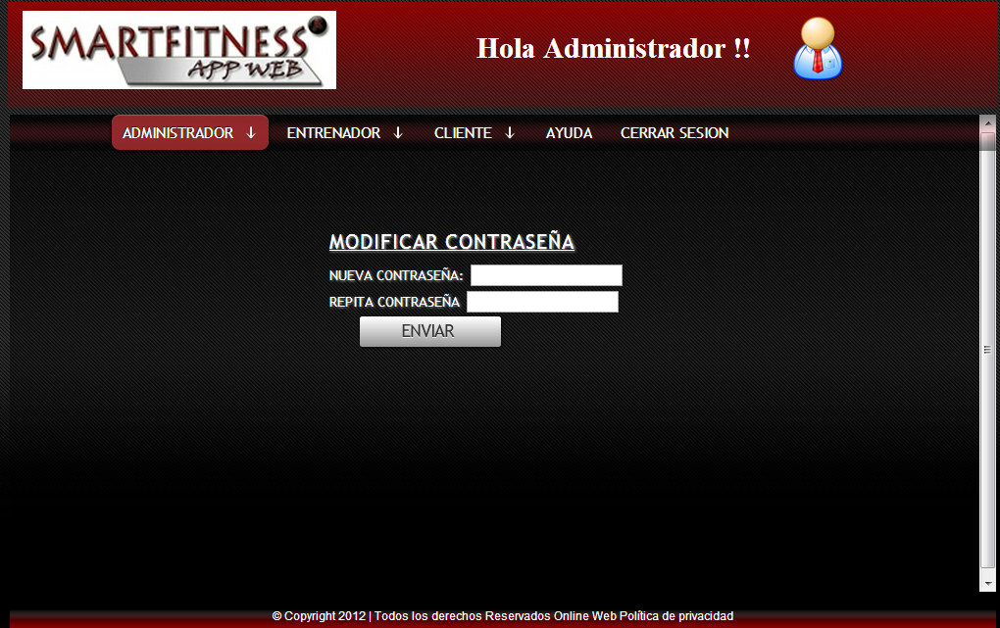 SMARTFITNESS
APP WEB
Hola Administrador !!
ADMINISTRADOR ↓ ENTRENADOR ↓ CLIENTE ↓ AYUDA CERRAR SESION
MODIFICAR CONTRASEÑA
NUEVA CONTRASEÑA:
REPITA CONTRASEÑA
ENVIAR
© Copyright 2012 | Todos los derechos Reservados Online Web Política de privacidad